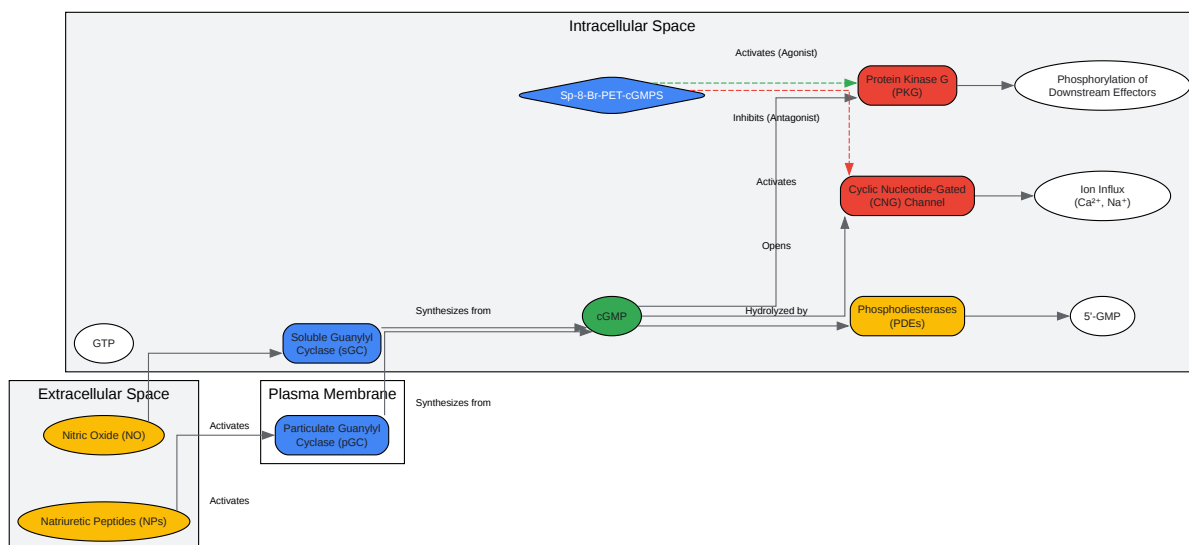 Intracellular Space
Activates (Agonist)
Sp-8-Br-PET-cGMPS
Protein Kinase G
(PKG)
Phosphorylation of
Downstream Effectors
Inhibits (Antagonist)
Activates
Cyclic Nucleotide-Gated
(CNG) Channel
Ion Influx
(Ca²⁺, Na⁺)
Opens
Synthesizes from
cGMP
Hydrolyzed by
Phosphodiesterases
(PDEs)
5'-GMP
GTP
Soluble Guanylyl
Cyclase (sGC)
Extracellular Space
Plasma Membrane
Synthesizes from
Nitric Oxide (NO)
Activates
Particulate Guanylyl
Cyclase (pGC)
Activates
Natriuretic Peptides (NPs)